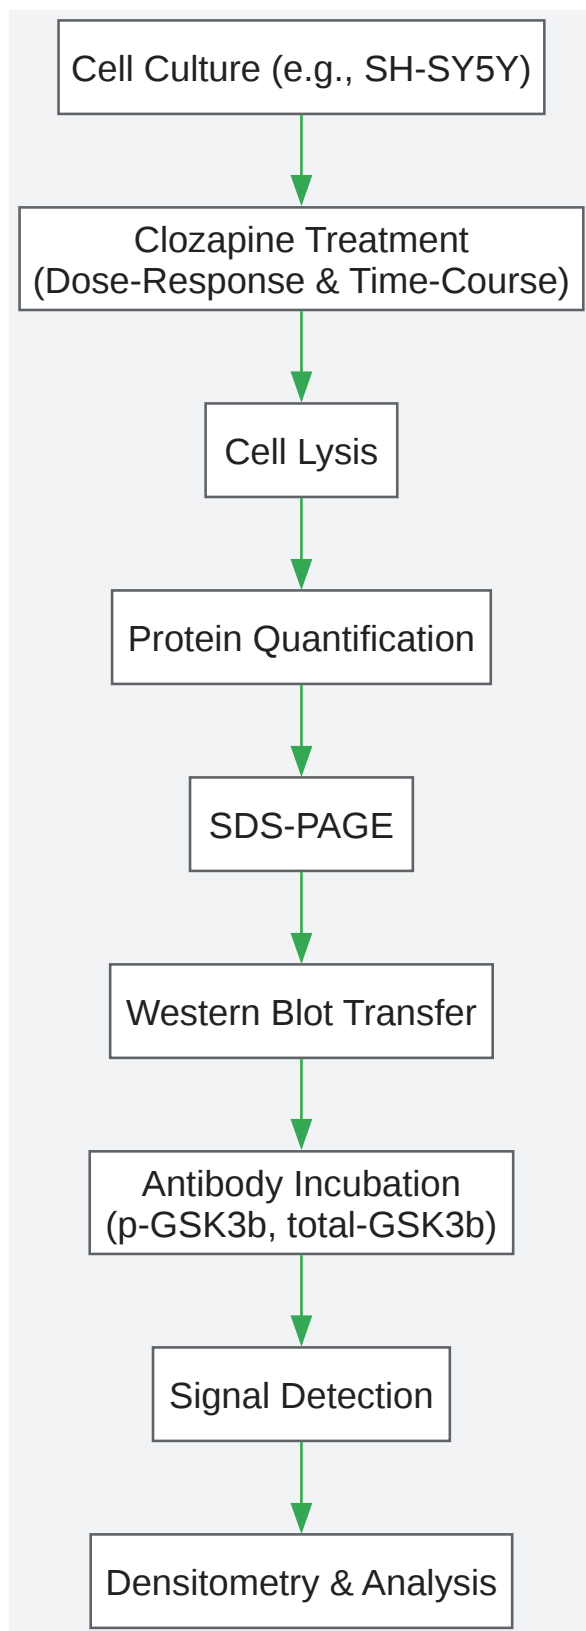 Cell Culture (e.g., SH-SY5Y)
Clozapine Treatment
(Dose-Response & Time-Course)
Cell Lysis
Protein Quantification
SDS-PAGE
Western Blot Transfer
Antibody Incubation
(p-GSK3b, total-GSK3b)
Signal Detection
Densitometry & Analysis